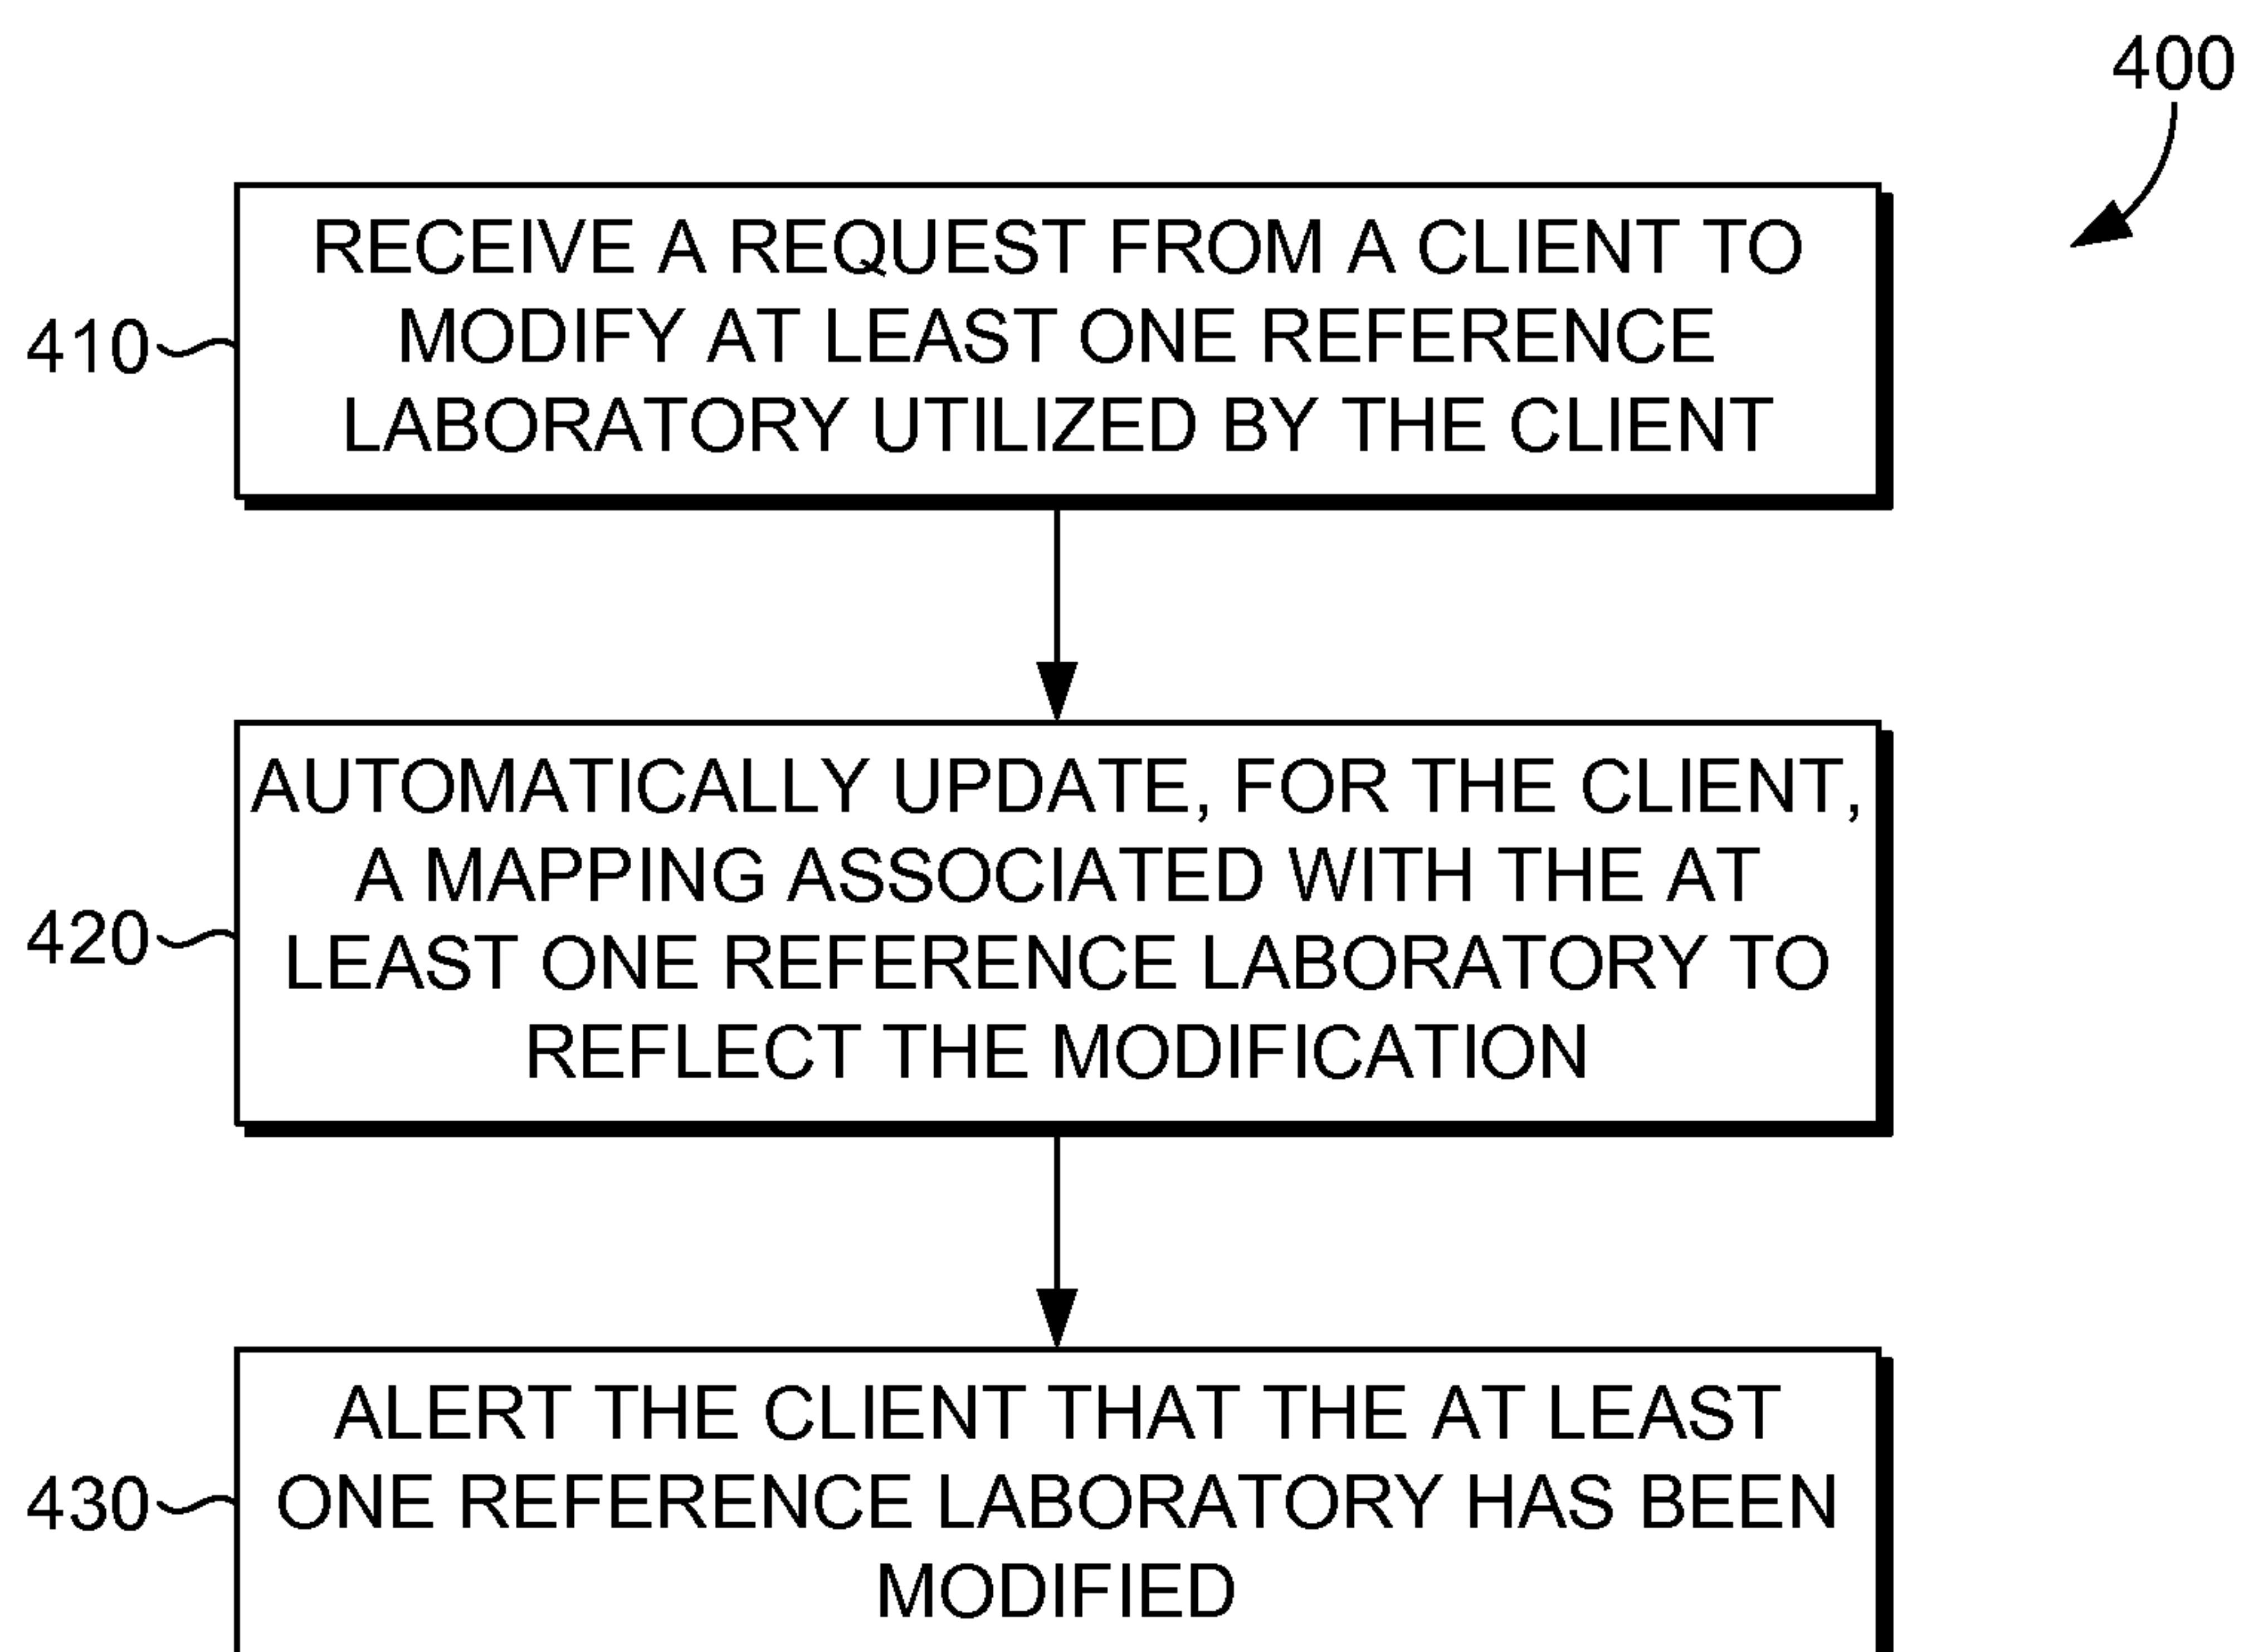 400
RECEIVE A REQUEST FROM A CLIENT TO
MODIFY AT LEAST ONE REFERENCE
LABORATORY UTILIZED BY THE CLIENT
410
AUTOMATICALLY UPDATE, FOR THE CLIENT,
A MAPPING ASSOCIATED WITH THE AT
LEAST ONE REFERENCE LABORATORY TO
REFLECT THE MODIFICATION
420
ALERT THE CLIENT THAT THE AT LEAST
ONE REFERENCE LABORATORY HAS BEEN
MODIFIED
430